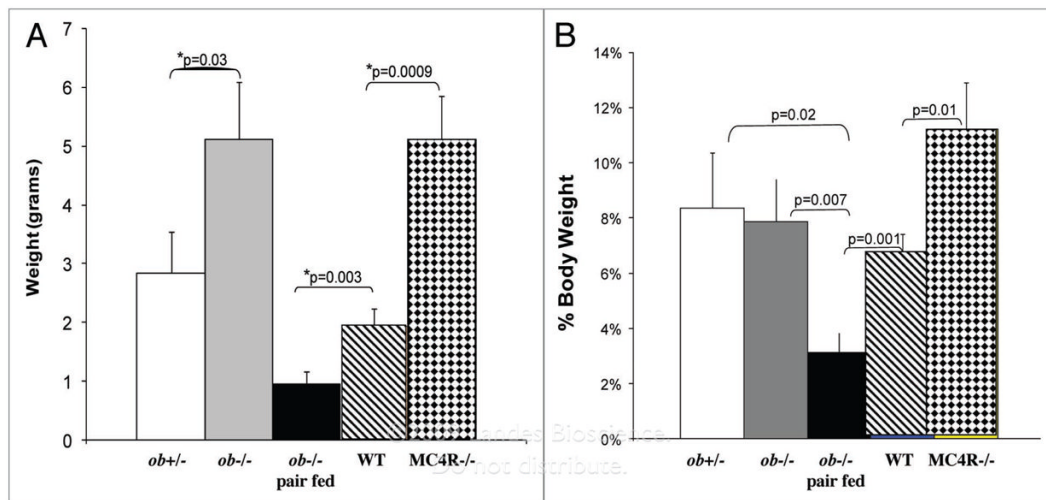 A
Weight (grams)
7
6
5
4
3
2
1
0
*p=0.03
*p=0.0009
*p=0.003
ob+/- ob-/- ob-/- WT MC4R-/-
pair fed
B
% Body Weight
14%
12%
10%
8%
6%
4%
2%
0%
p=0.02
p=0.01
p=0.007
p=0.001
ob+/- ob-/- ob-/- WT MC4R-/-
pair fed
Landes Bioscience.
Do not distribute.